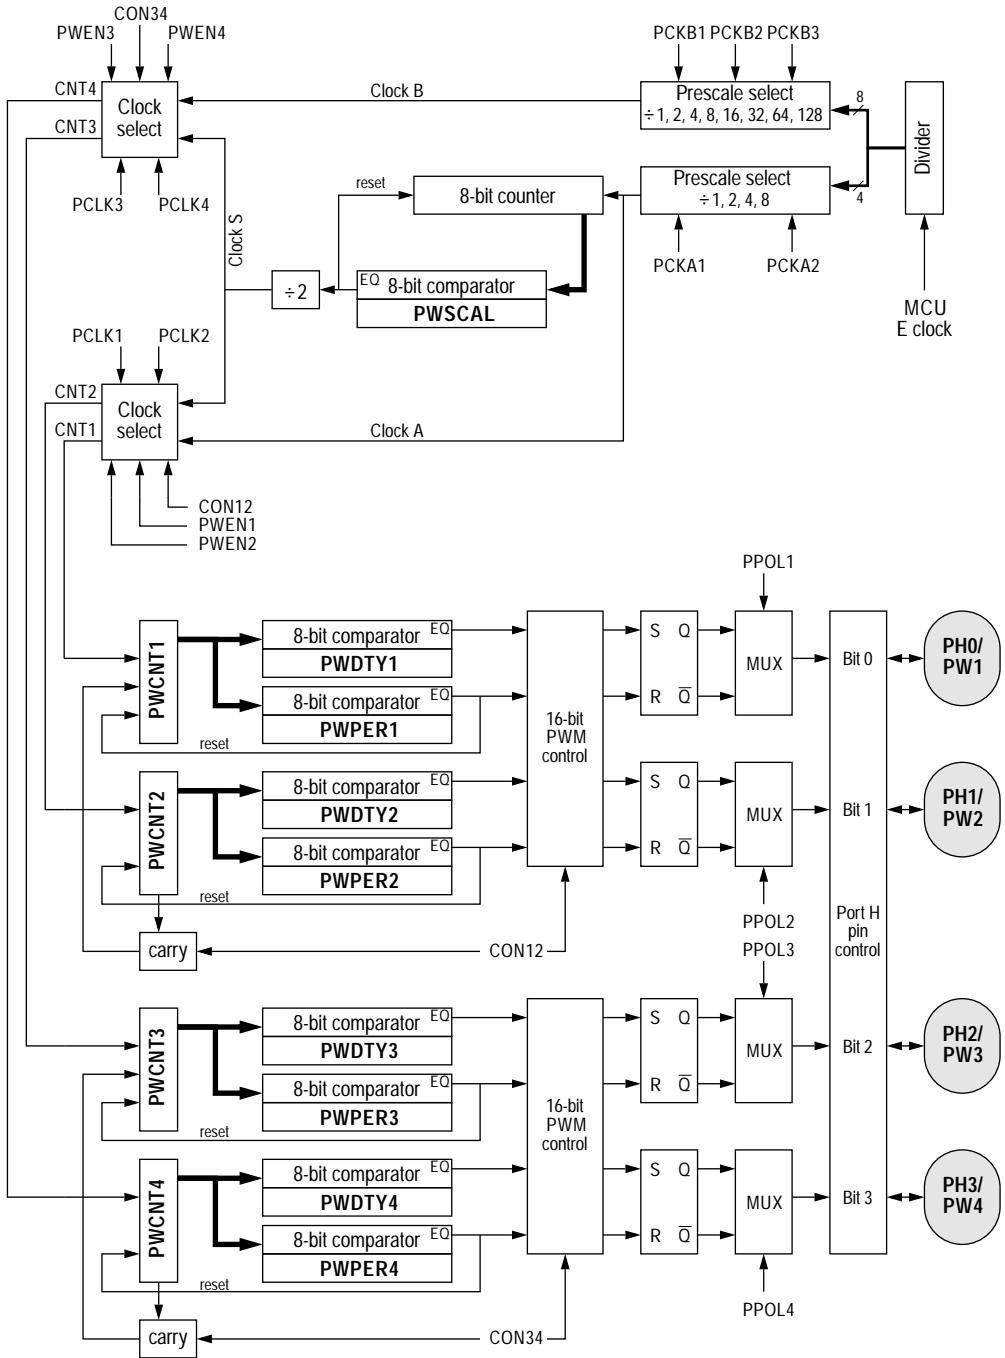 CON34
PWEN3
PWEN4
PCKB1
PCKB2
PCKB3
CNT4
CNT3
Clock
select
Clock B
Prescale select
÷ 1, 2, 4, 8, 16, 32, 64, 128
8
Divider
PCLK3
PCLK4
Clock S
reset
8-bit counter
Prescale select
÷ 1, 2, 4, 8
4
PCKA1
PCKA2
MCU
E clock
÷ 2
EQ
8-bit comparator
PWSCAL
PCLK1
PCLK2
CNT2
CNT1
Clock
select
Clock A
CON12
PWEN1
PWEN2
PPOL1
PWCNT1
8-bit comparator
EQ
PWDTY1
8-bit comparator
EQ
PWPER1
reset
16-bit
PWM
control
S Q
R Q̅
MUX
Bit 0
PH0/
PW1
PWCNT2
8-bit comparator
EQ
PWDTY2
8-bit comparator
EQ
PWPER2
reset
S Q
R Q̅
MUX
Bit 1
PH1/
PW2
carry
CON12
PPOL2
PPOL3
Port H
pin
control
PWCNT3
8-bit comparator
EQ
PWDTY3
8-bit comparator
EQ
PWPER3
reset
16-bit
PWM
control
S Q
R Q̅
MUX
Bit 2
PH2/
PW3
PWCNT4
8-bit comparator
EQ
PWDTY4
8-bit comparator
EQ
PWPER4
reset
S Q
R Q̅
MUX
Bit 3
PH3/
PW4
carry
CON34
PPOL4